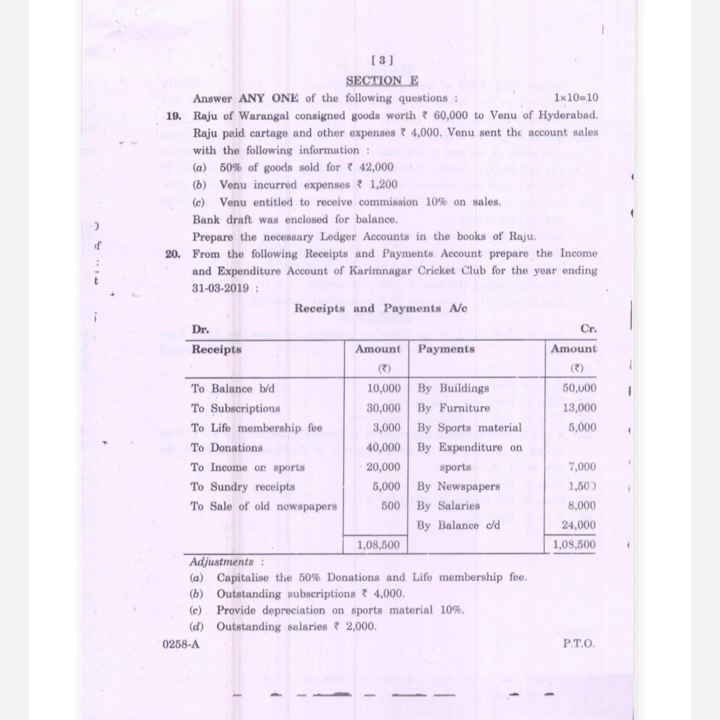 [ 3 ]
SECTION E
Answer ANY ONE of the following questions : 1×10=10
19. Raju of Warangal consigned goods worth ₹ 60,000 to Venu of Hyderabad.
Raju paid cartage and other expenses ₹ 4,000. Venu sent the account sales
with the following information :
(a) 50% of goods sold for ₹ 42,000
(b) Venu incurred expenses ₹ 1,200
(c) Venu entitled to receive commission 10% on sales.
Bank draft was enclosed for balance.
Prepare the necessary Ledger Accounts in the books of Raju.
20. From the following Receipts and Payments Account prepare the Income
and Expenditure Account of Karimnagar Cricket Club for the year ending
31-03-2019 :
Receipts and Payments A/c
Dr. Cr.
Receipts Amount Payments Amount
(₹) (₹)
To Balance b/d 10,000 By Buildings 50,000
To Subscriptions 30,000 By Furniture 13,000
To Life membership fee 3,000 By Sports material 5,000
To Donations 40,000 By Expenditure on
To Income on sports 20,000 sports 7,000
To Sundry receipts 5,000 By Newspapers 1,500
To Sale of old newspapers 500 By Salaries 8,000
By Balance c/d 24,000
1,08,500 1,08,500
Adjustments :
(a) Capitalise the 50% Donations and Life membership fee.
(b) Outstanding subscriptions ₹ 4,000.
(c) Provide depreciation on sports material 10%.
(d) Outstanding salaries ₹ 2,000.
0258-A P.T.O.